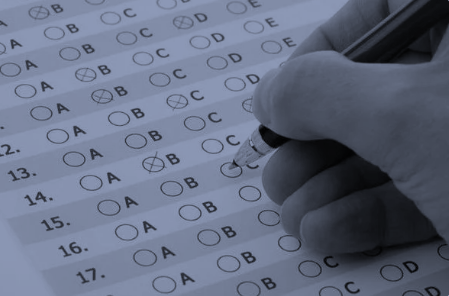 B
A B C D E
A B C D E
A B C D E
A B C D
12. A B C
13. A B C
14. A B C
15. A B
16. A B
17. A B
A B
B C
C D
D